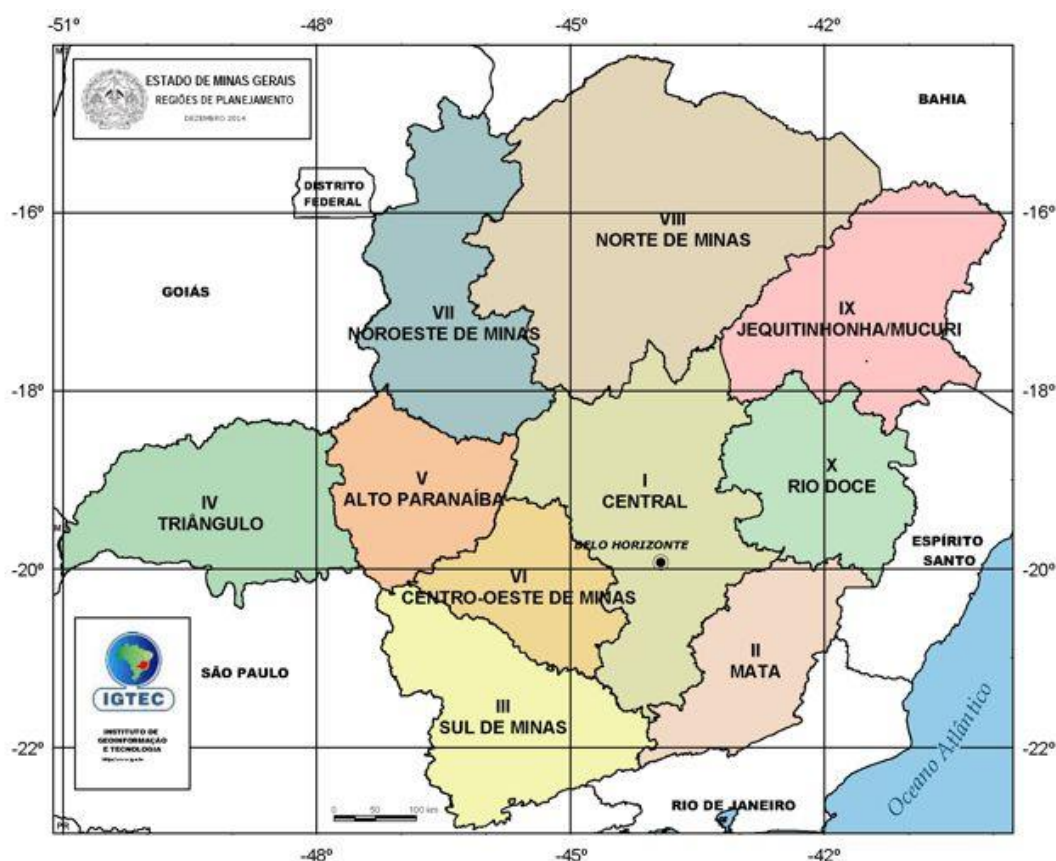 -51º -48º -45º -42º
ESTADO DE MINAS GERAIS
REGIÕES DE PLANEJAMENTO
DEZEMBRO 2014
BAHIA
DISTRITO
FEDERAL
-16º -16º
VIII
NORTE DE MINAS
GOIÁS
VII
NOROESTE DE MINAS
IX
JEQUITINHONHA/MUCURI
-18º -18º
IV
TRIÂNGULO
V
ALTO PARANAÍBA
I
CENTRAL
X
RIO DOCE
BELO HORIZONTE
ESPÍRITO
SANTO
-20º -20º
VI
CENTRO-OESTE DE MINAS
IGTEC
INSTITUTO DE
GEOINFORMAÇÃO
E TECNOLOGIA
SÃO PAULO
II
MATA
III
SUL DE MINAS
Oceano Atlântico
-22º -22º
0 50 100 km
RIO DE JANEIRO
PR
-48º -45º -42º